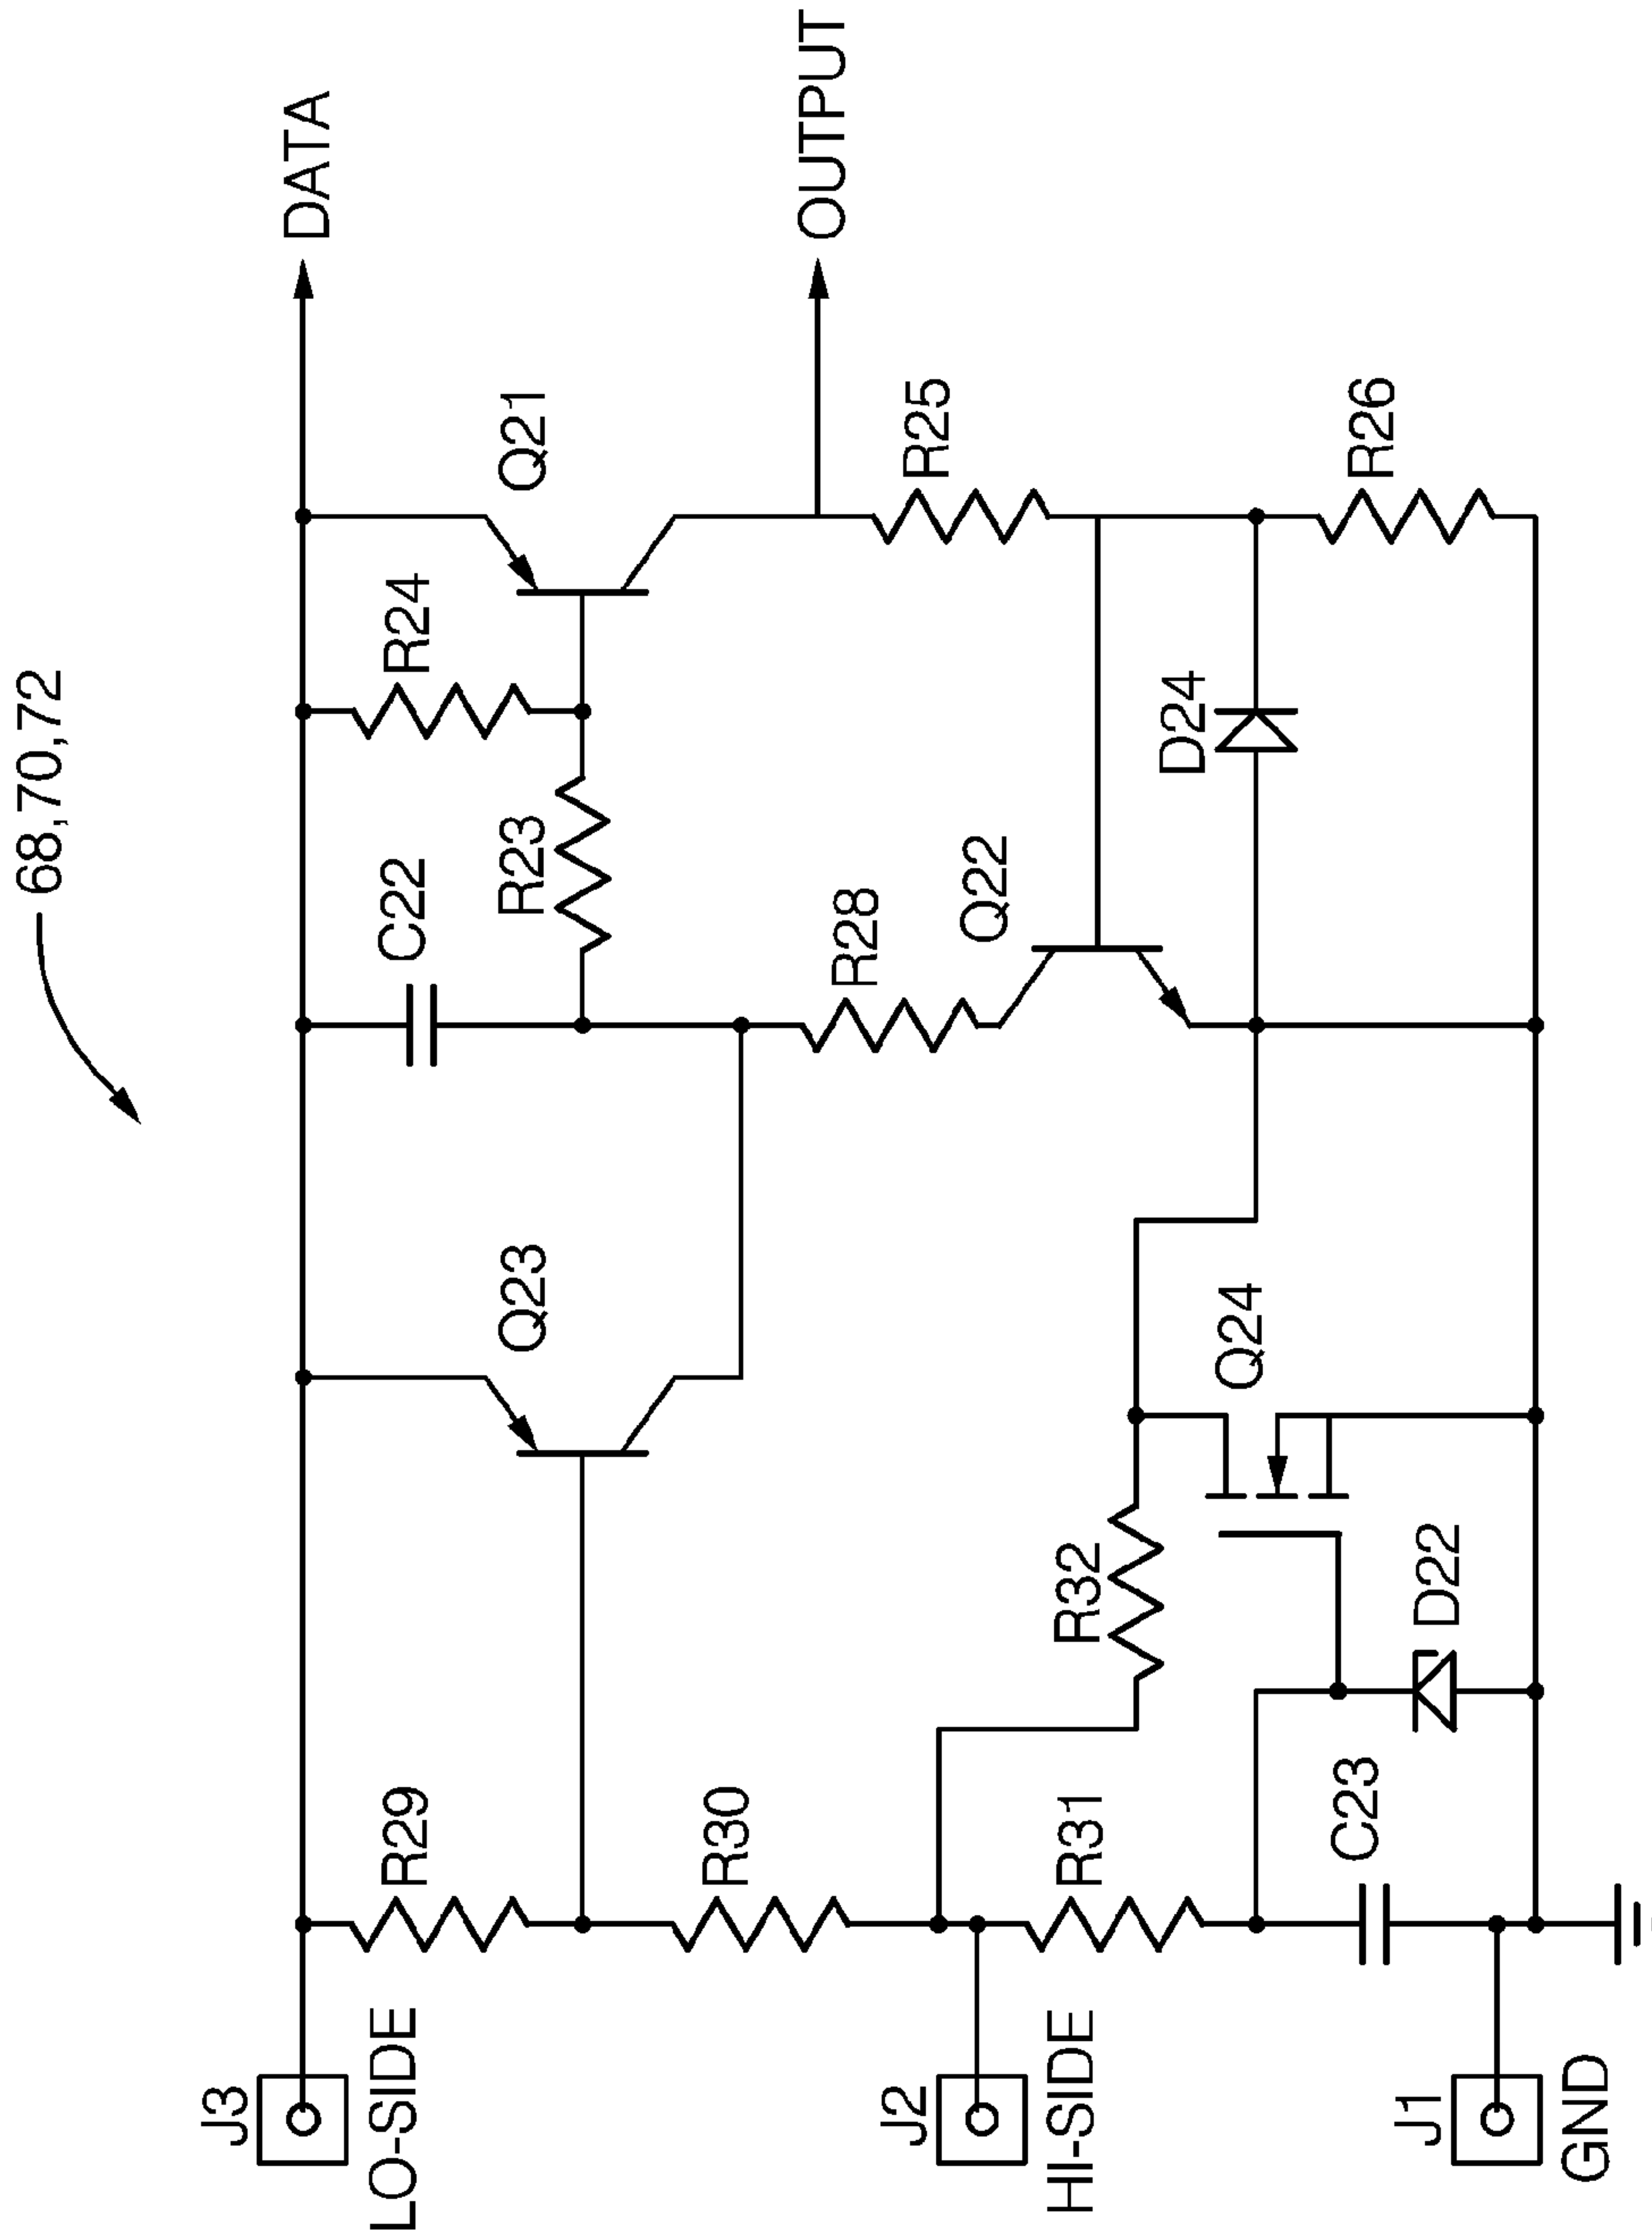 68,70,72
J3
LO-SIDE
R29
Q23
C22
R24
R23
Q21
DATA
R30
R28
OUTPUT
J2
HI-SIDE
R31
R32
Q22
R25
Q24
D24
C23
D22
R26
J1
GND